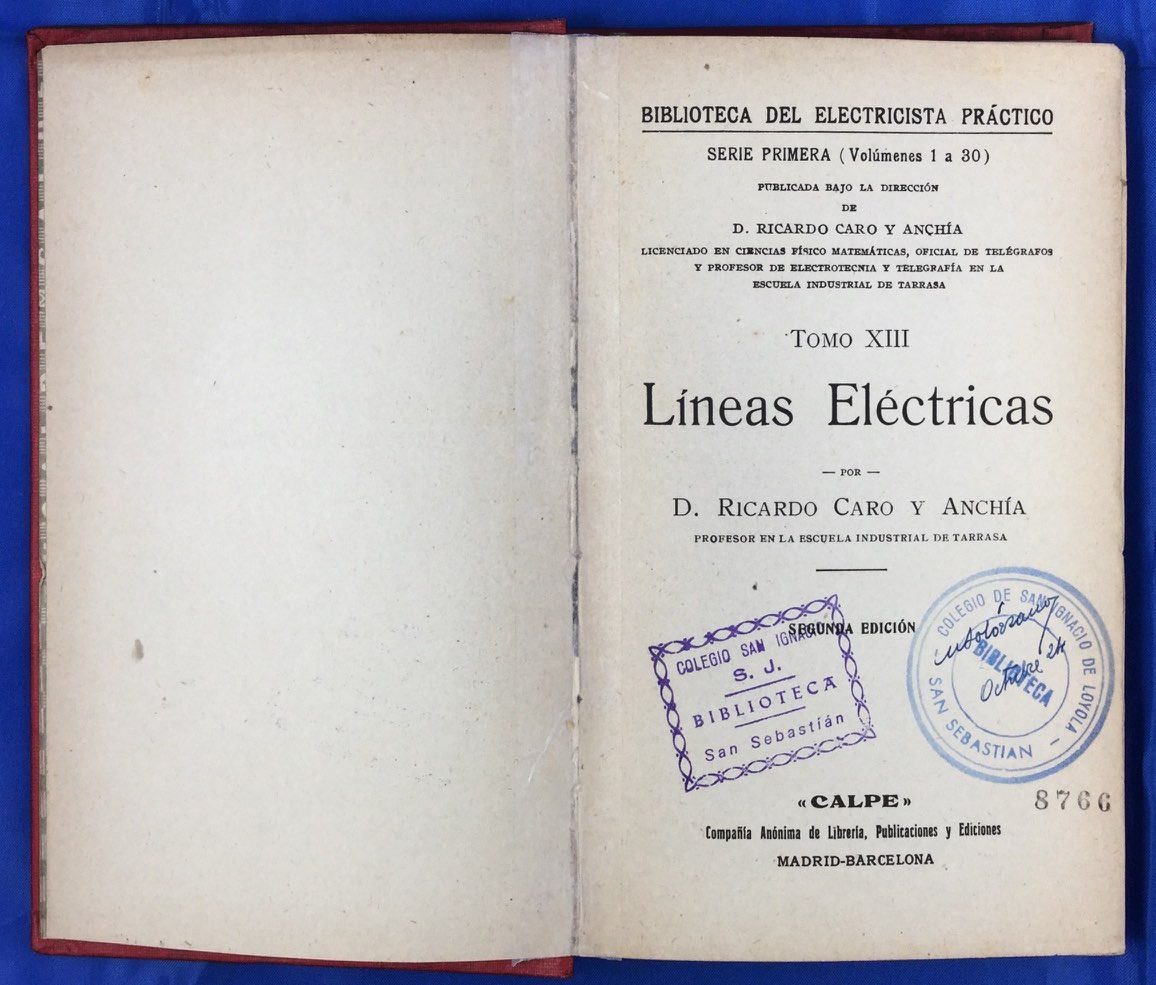 BIBLIOTECA DEL ELECTRICISTA PRÁCTICO
SERIE PRIMERA (Volúmenes 1 a 30)
PUBLICADA BAJO LA DIRECCIÓN
DE
D. RICARDO CARO Y ANCHÍA
LICENCIADO EN CIENCIAS FÍSICO MATEMÁTICAS, OFICIAL DE TELÉGRAFOS
Y PROFESOR DE ELECTROTECNIA Y TELEGRAFÍA EN LA
ESCUELA INDUSTRIAL DE TARRASA
TOMO XIII
Líneas Eléctricas
— POR —
D. RICARDO CARO Y ANCHÍA
PROFESOR EN LA ESCUELA INDUSTRIAL DE TARRASA
SEGUNDA EDICIÓN
COLEGIO SAN IGNACIO
S. J.
BIBLIOTECA
San Sebastián
COLEGIO DE SAN IGNACIO DE LOYOLA –
SAN SEBASTIAN
BIBLIOTECA
Octubre 24
8766
«CALPE»
Compañía Anónima de Librería, Publicaciones y Ediciones
MADRID-BARCELONA